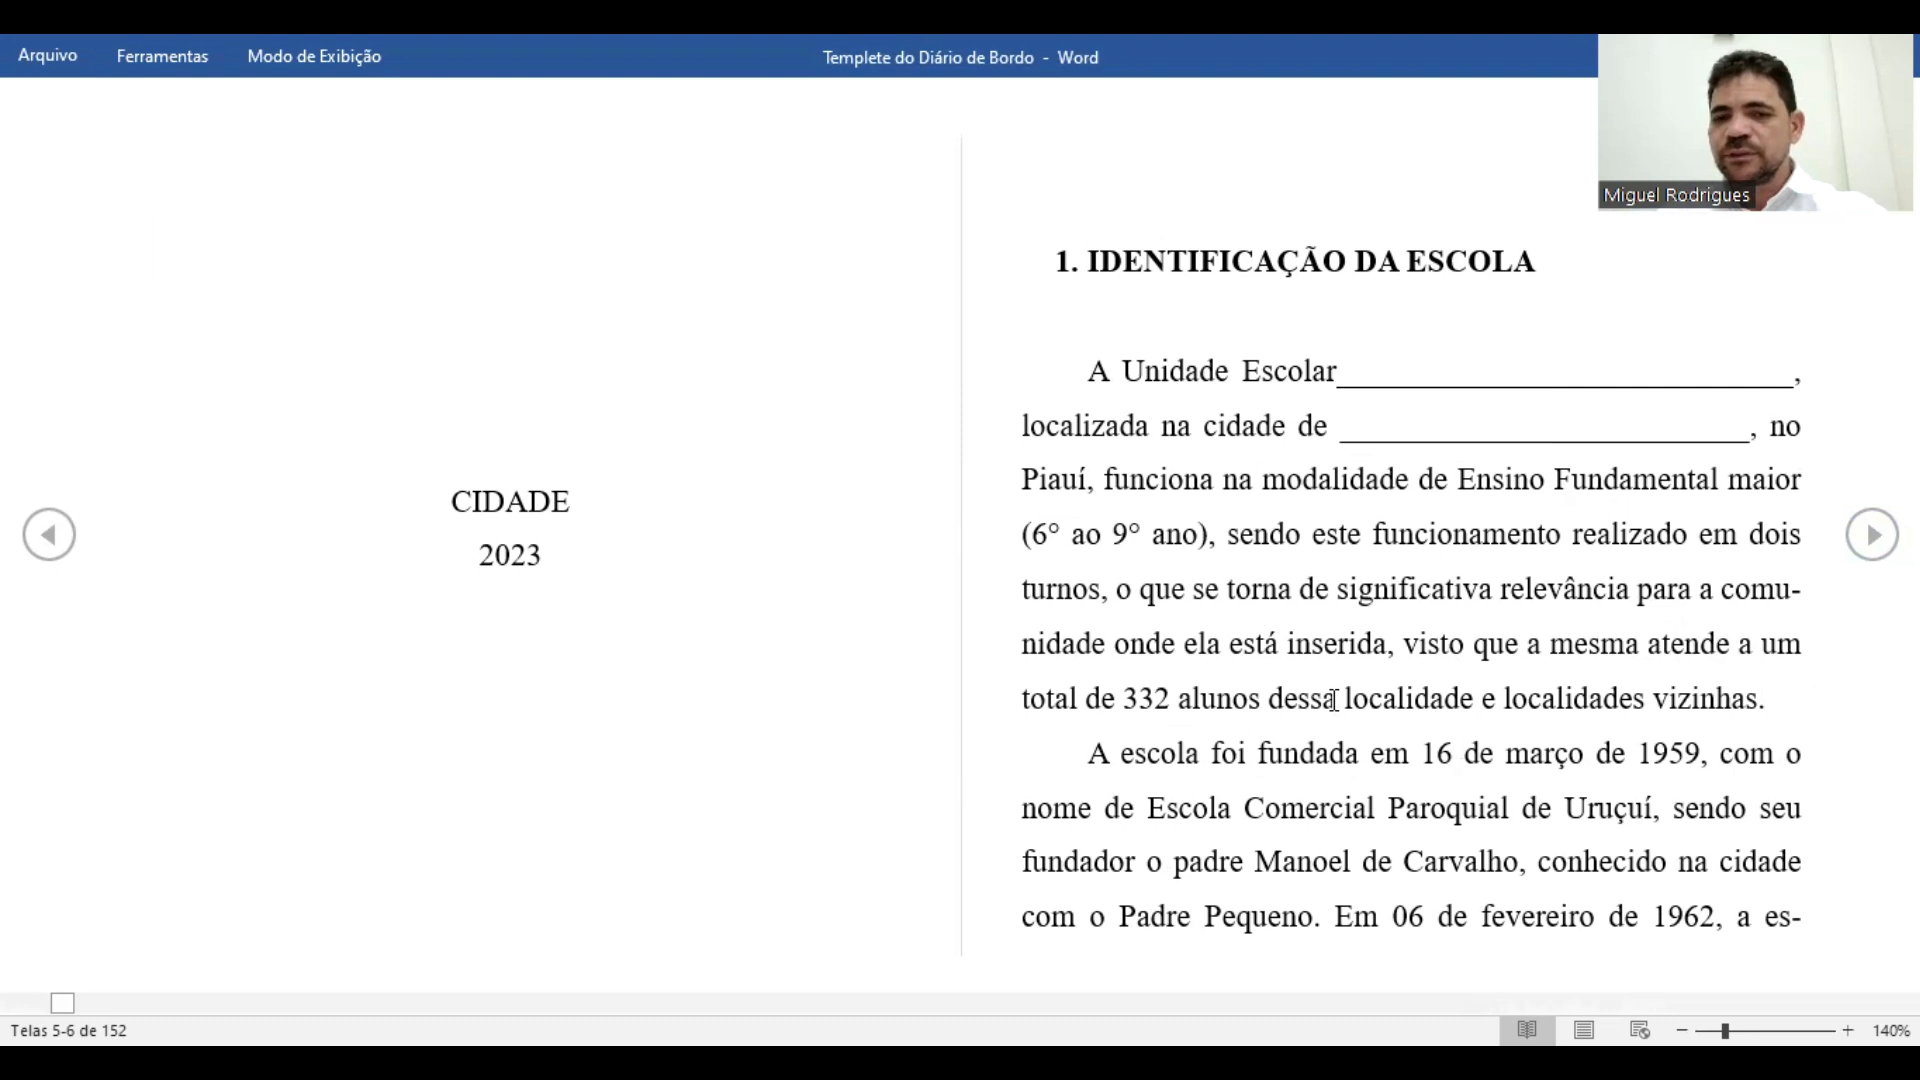 Arquivo Ferramentas Modo de Exibição Templete do Diário de Bordo - Word
Miguel Rodrigues
CIDADE
2023
1. IDENTIFICAÇÃO DA ESCOLA
A Unidade Escolar______________________________,
localizada na cidade de ___________________________, no
Piauí, funciona na modalidade de Ensino Fundamental maior
(6° ao 9° ano), sendo este funcionamento realizado em dois
turnos, o que se torna de significativa relevância para a comu-
nidade onde ela está inserida, visto que a mesma atende a um
total de 332 alunos dessa localidade e localidades vizinhas.
A escola foi fundada em 16 de março de 1959, com o
nome de Escola Comercial Paroquial de Uruçuí, sendo seu
fundador o padre Manoel de Carvalho, conhecido na cidade
com o Padre Pequeno. Em 06 de fevereiro de 1962, a es-
Telas 5-6 de 152
140%